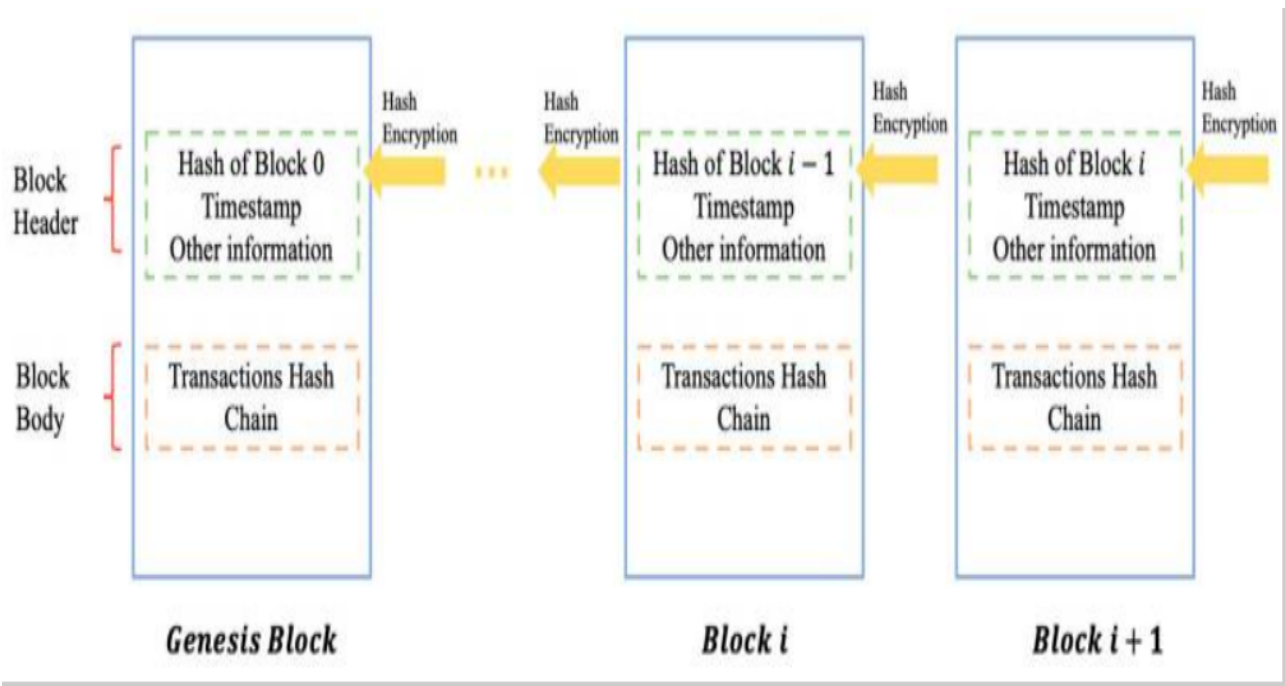 Hash
Encryption
Hash
Encryption
Hash
Encryption
Hash
Encryption
Block
Header
Hash of Block 0
Timestamp
Other information
...
Hash of Block i − 1
Timestamp
Other information
Hash of Block i
Timestamp
Other information
Block
Body
Transactions Hash
Chain
Transactions Hash
Chain
Transactions Hash
Chain
Genesis Block
Block i
Block i + 1